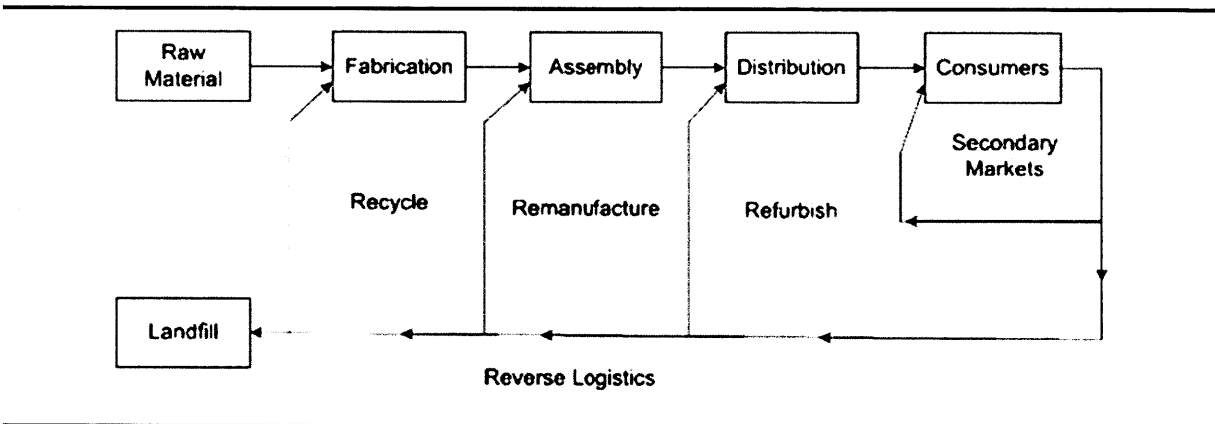 Raw
Material
Fabrication
Assembly
Distribution
Consumers
Secondary
Markets
Recycle
Remanufacture
Refurbish
Landfill
Reverse Logistics